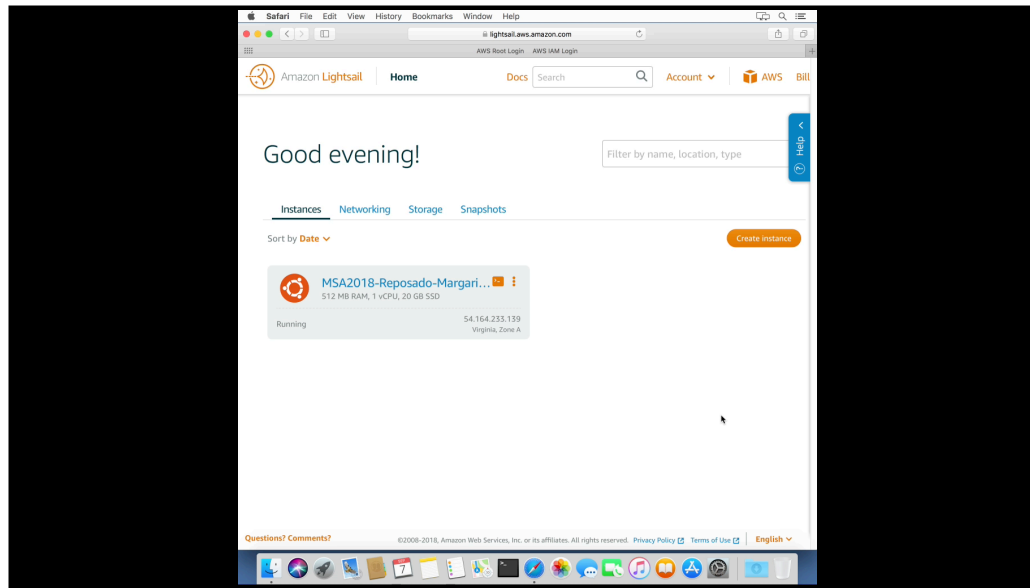 Safari File Edit View History Bookmarks Window Help
lightsail.aws.amazon.com
AWS Root Login AWS IAM Login
Amazon Lightsail Home Docs Search Account AWS Bill
Help
Good evening!
Filter by name, location, type
Instances Networking Storage Snapshots
Sort by Date
Create instance
MSA2018-Reposado-Margari...
512 MB RAM, 1 vCPU, 20 GB SSD
Running
54.164.233.139
Virginia, Zone A
Questions? Comments?
©2008-2018, Amazon Web Services, Inc. or its affiliates. All rights reserved. Privacy Policy Terms of Use English
7